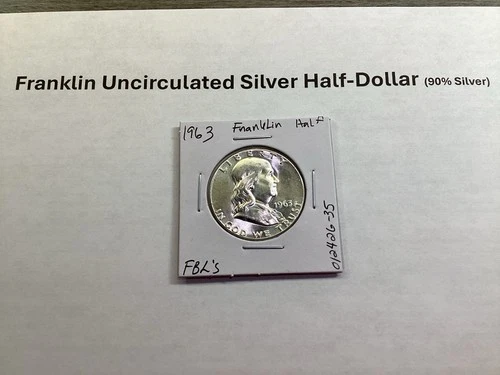 Franklin Uncirculated Silver Half-Dollar (90% Silver)
1963 Franklin Half
LIBERTY
1963
IN GOD WE TRUST
FBL's
012426-35